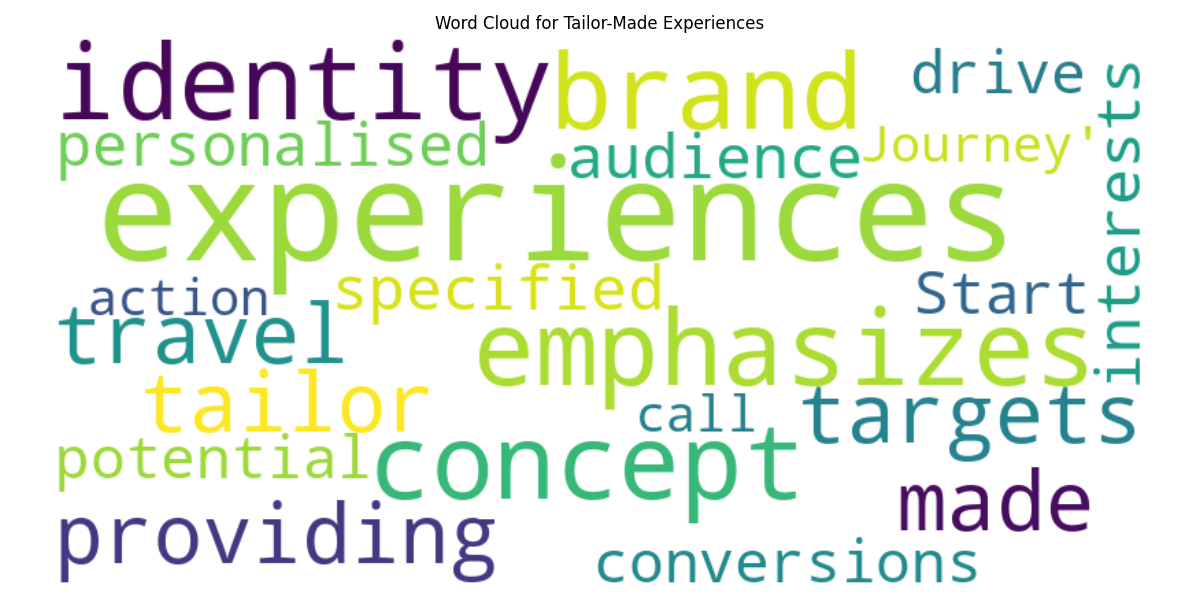 Word Cloud for Tailor-Made Experiences
identity
brand
drive
personalised
audience
Journey'
interests
experiences
action
specified
Start
travel
emphasizes
tailor
call
targets
potential
concept
made
providing
conversions